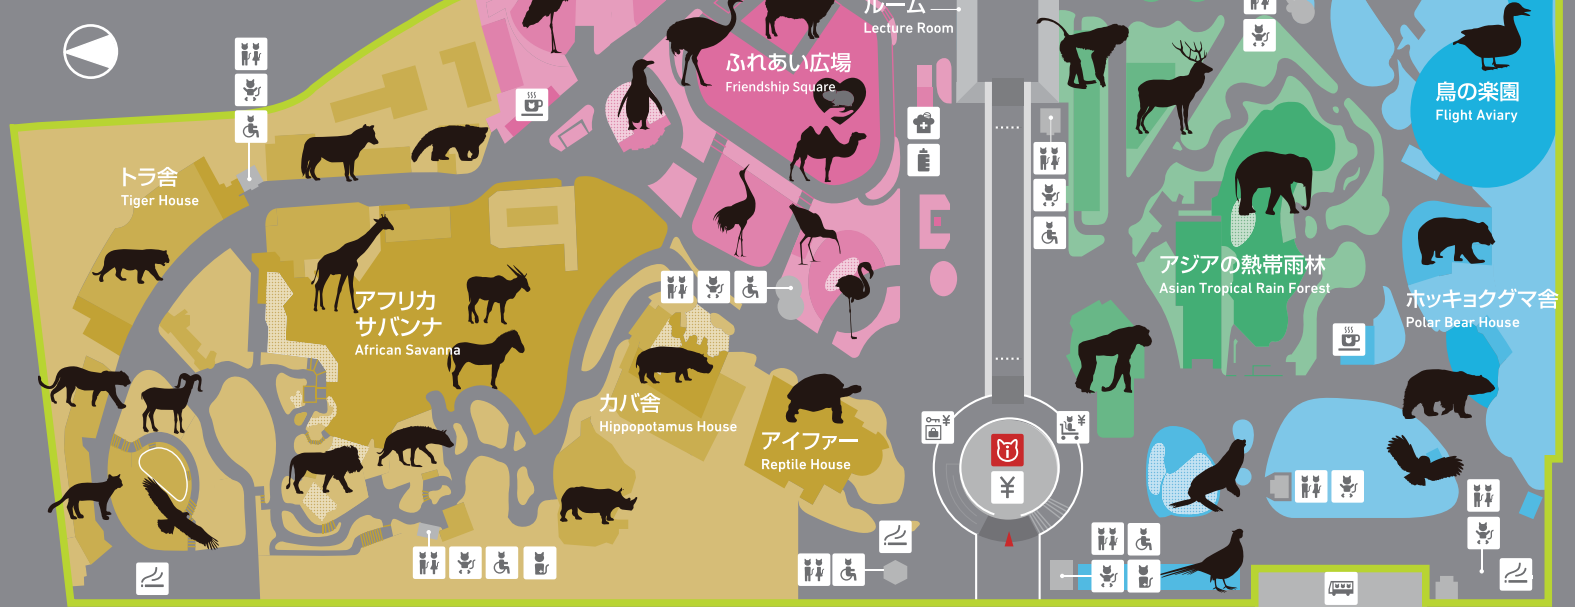 ルーム
Lecture Room
ふれあい広場
Friendship Square
鳥の楽園
Flight Aviary
トラ舎
Tiger House
アジアの熱帯雨林
Asian Tropical Rain Forest
アフリカ
サバンナ
African Savanna
ホッキョクグマ舎
Polar Bear House
カバ舎
Hippopotamus House
アイファー
Reptile House
¥
¥
i
¥